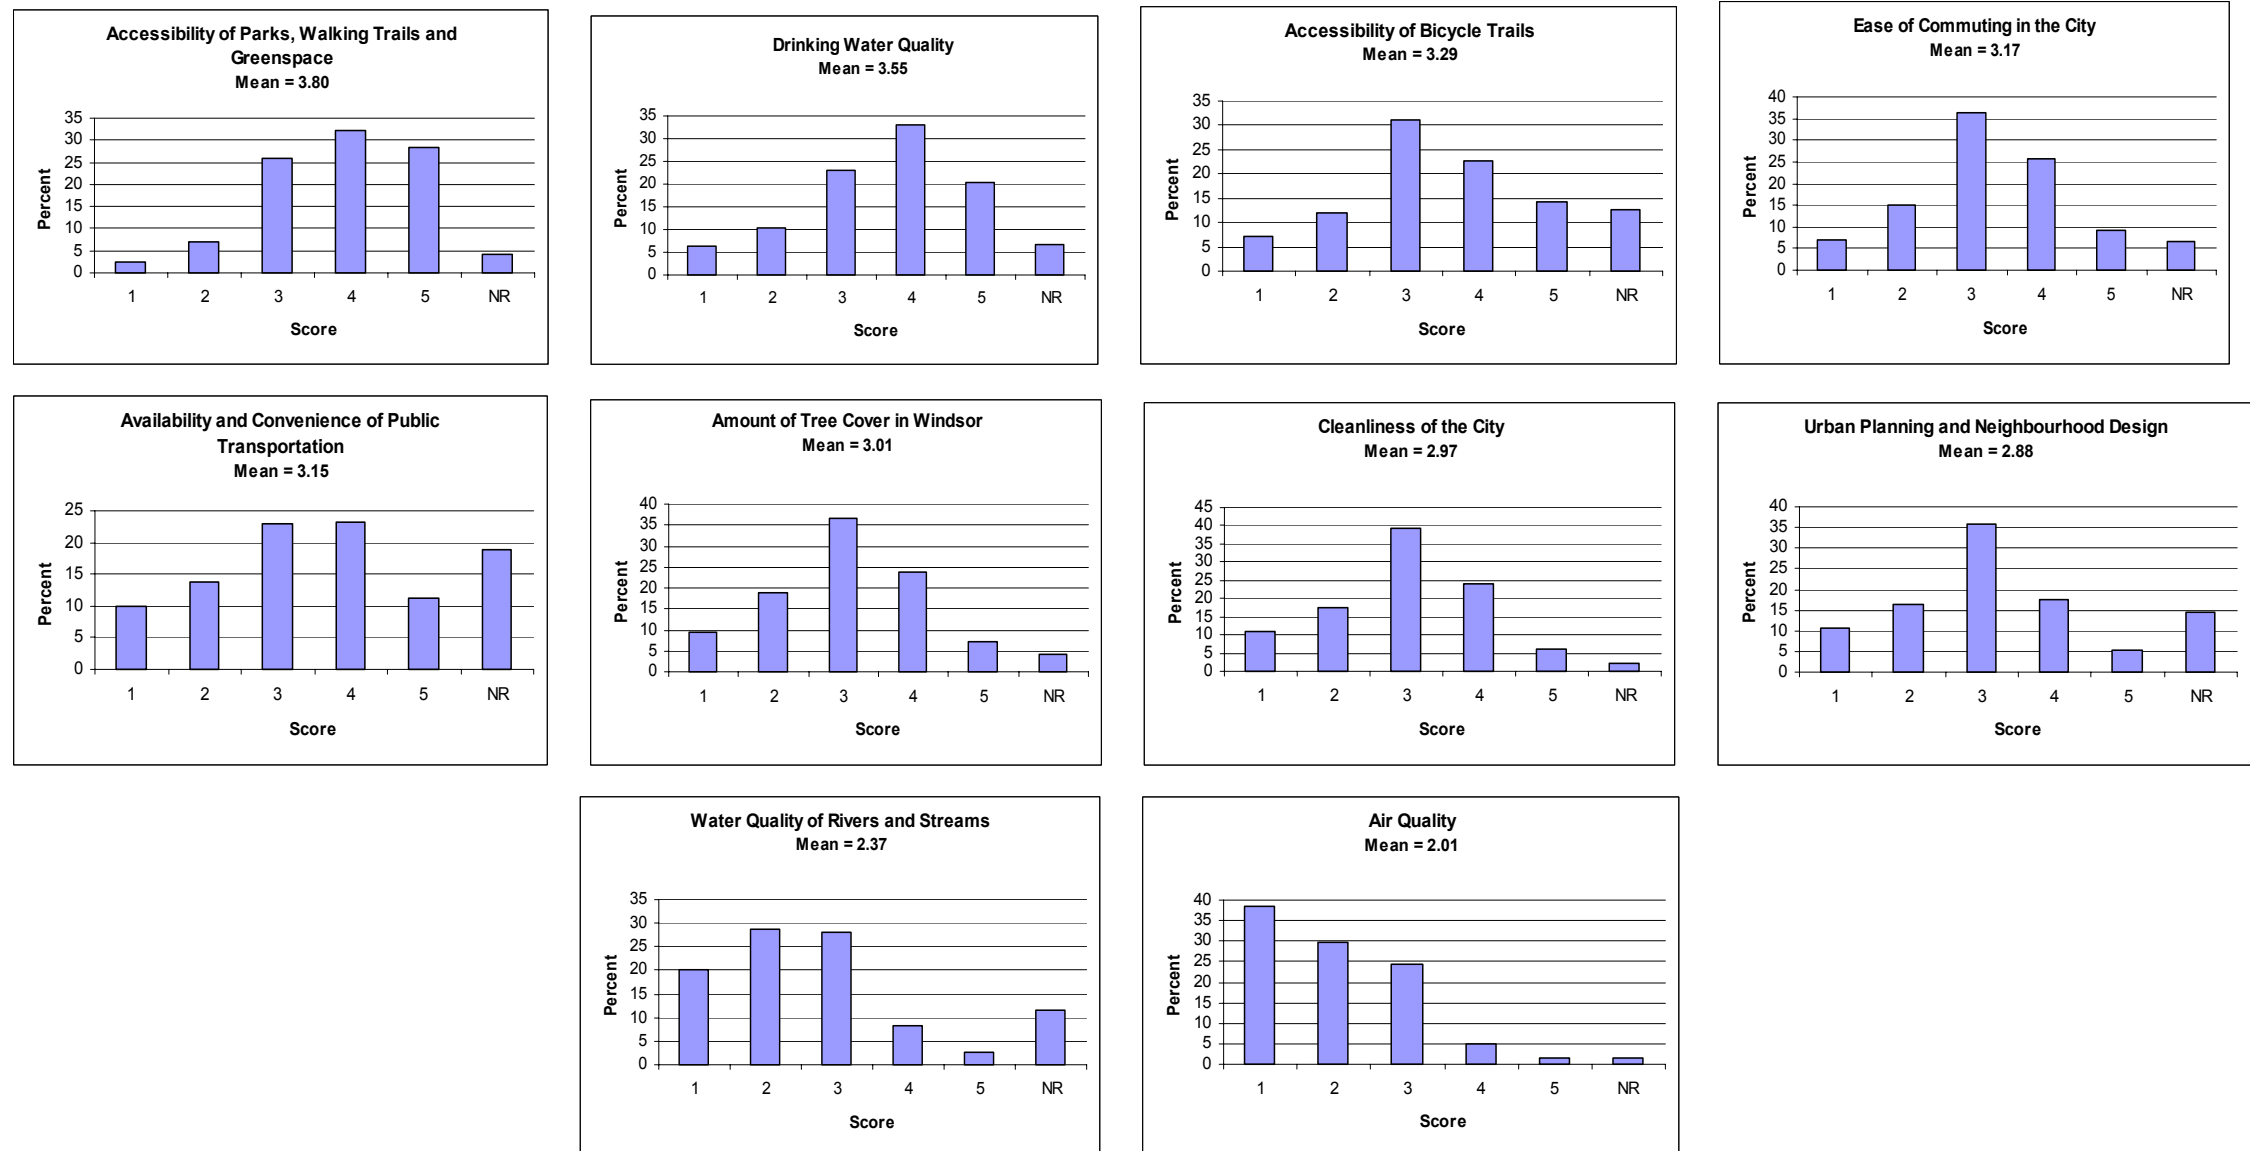 Accessibility of Parks, Walking Trails and
Greenspace
Mean = 3.80
35
30
25
20
15
10
5
0
Percent
1 2 3 4 5 NR
Score
Drinking Water Quality
Mean = 3.55
35
30
25
20
15
10
5
0
Percent
1 2 3 4 5 NR
Score
Accessibility of Bicycle Trails
Mean = 3.29
35
30
25
20
15
10
5
0
Percent
1 2 3 4 5 NR
Score
Ease of Commuting in the City
Mean = 3.17
40
35
30
25
20
15
10
5
0
Percent
1 2 3 4 5 NR
Score
Availability and Convenience of Public
Transportation
Mean = 3.15
25
20
15
10
5
0
Percent
1 2 3 4 5 NR
Score
Amount of Tree Cover in Windsor
Mean = 3.01
40
35
30
25
20
15
10
5
0
Percent
1 2 3 4 5 NR
Score
Cleanliness of the City
Mean = 2.97
45
40
35
30
25
20
15
10
5
0
Percent
1 2 3 4 5 NR
Score
Urban Planning and Neighbourhood Design
Mean = 2.88
40
35
30
25
20
15
10
5
0
Percent
1 2 3 4 5 NR
Score
Water Quality of Rivers and Streams
Mean = 2.37
35
30
25
20
15
10
5
0
Percent
1 2 3 4 5 NR
Score
Air Quality
Mean = 2.01
40
35
30
25
20
15
10
5
0
Percent
1 2 3 4 5 NR
Score